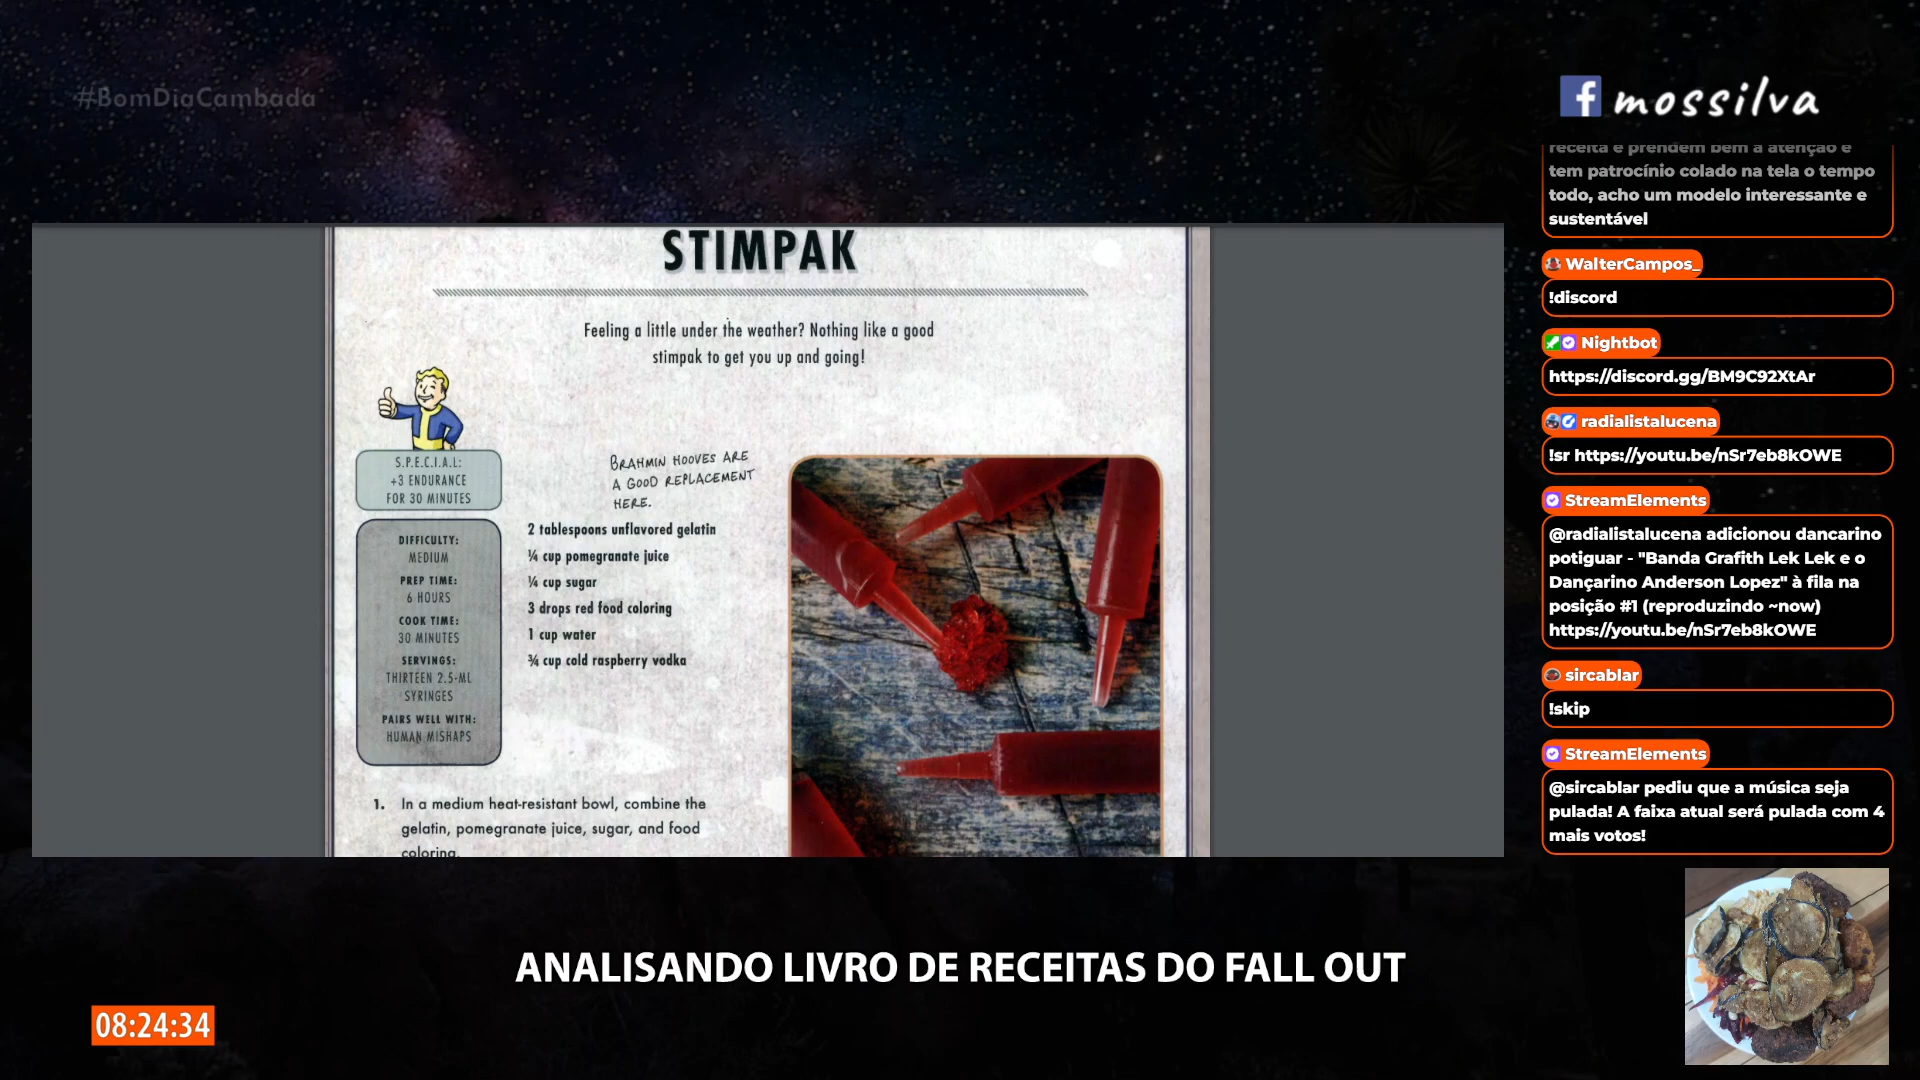 #BomDiaCambada
mossilva
STIMPAK
Feeling a little under the weather? Nothing like a good
stimpak to get you up and going!
S.P.E.C.I.A.L:
+3 ENDURANCE
FOR 30 MINUTES
DIFFICULTY:
MEDIUM
PREP TIME:
6 HOURS
COOK TIME:
30 MINUTES
SERVINGS:
THIRTEEN 2.5-ML
SYRINGES
PAIRS WELL WITH:
HUMAN MISHAPS
BRAHMIN HOOVES ARE
A GOOD REPLACEMENT
HERE.
2 tablespoons unflavored gelatin
¼ cup pomegranate juice
¼ cup sugar
3 drops red food coloring
1 cup water
¾ cup cold raspberry vodka
1. In a medium heat-resistant bowl, combine the
gelatin, pomegranate juice, sugar, and food
coloring.
receita e prendem bem a atenção e
tem patrocínio colado na tela o tempo
todo, acho um modelo interessante e
sustentável
WalterCampos_
!discord
Nightbot
https://discord.gg/BM9C92XtAr
radialistalucena
!sr https://youtu.be/nSr7eb8kOWE
StreamElements
@radialistalucena adicionou dancarino
potiguar - "Banda Grafith Lek Lek e o
Dançarino Anderson Lopez" à fila na
posição #1 (reproduzindo ~now)
https://youtu.be/nSr7eb8kOWE
sircablar
!skip
StreamElements
@sircablar pediu que a música seja
pulada! A faixa atual será pulada com 4
mais votos!
ANALISANDO LIVRO DE RECEITAS DO FALL OUT
08:24:34